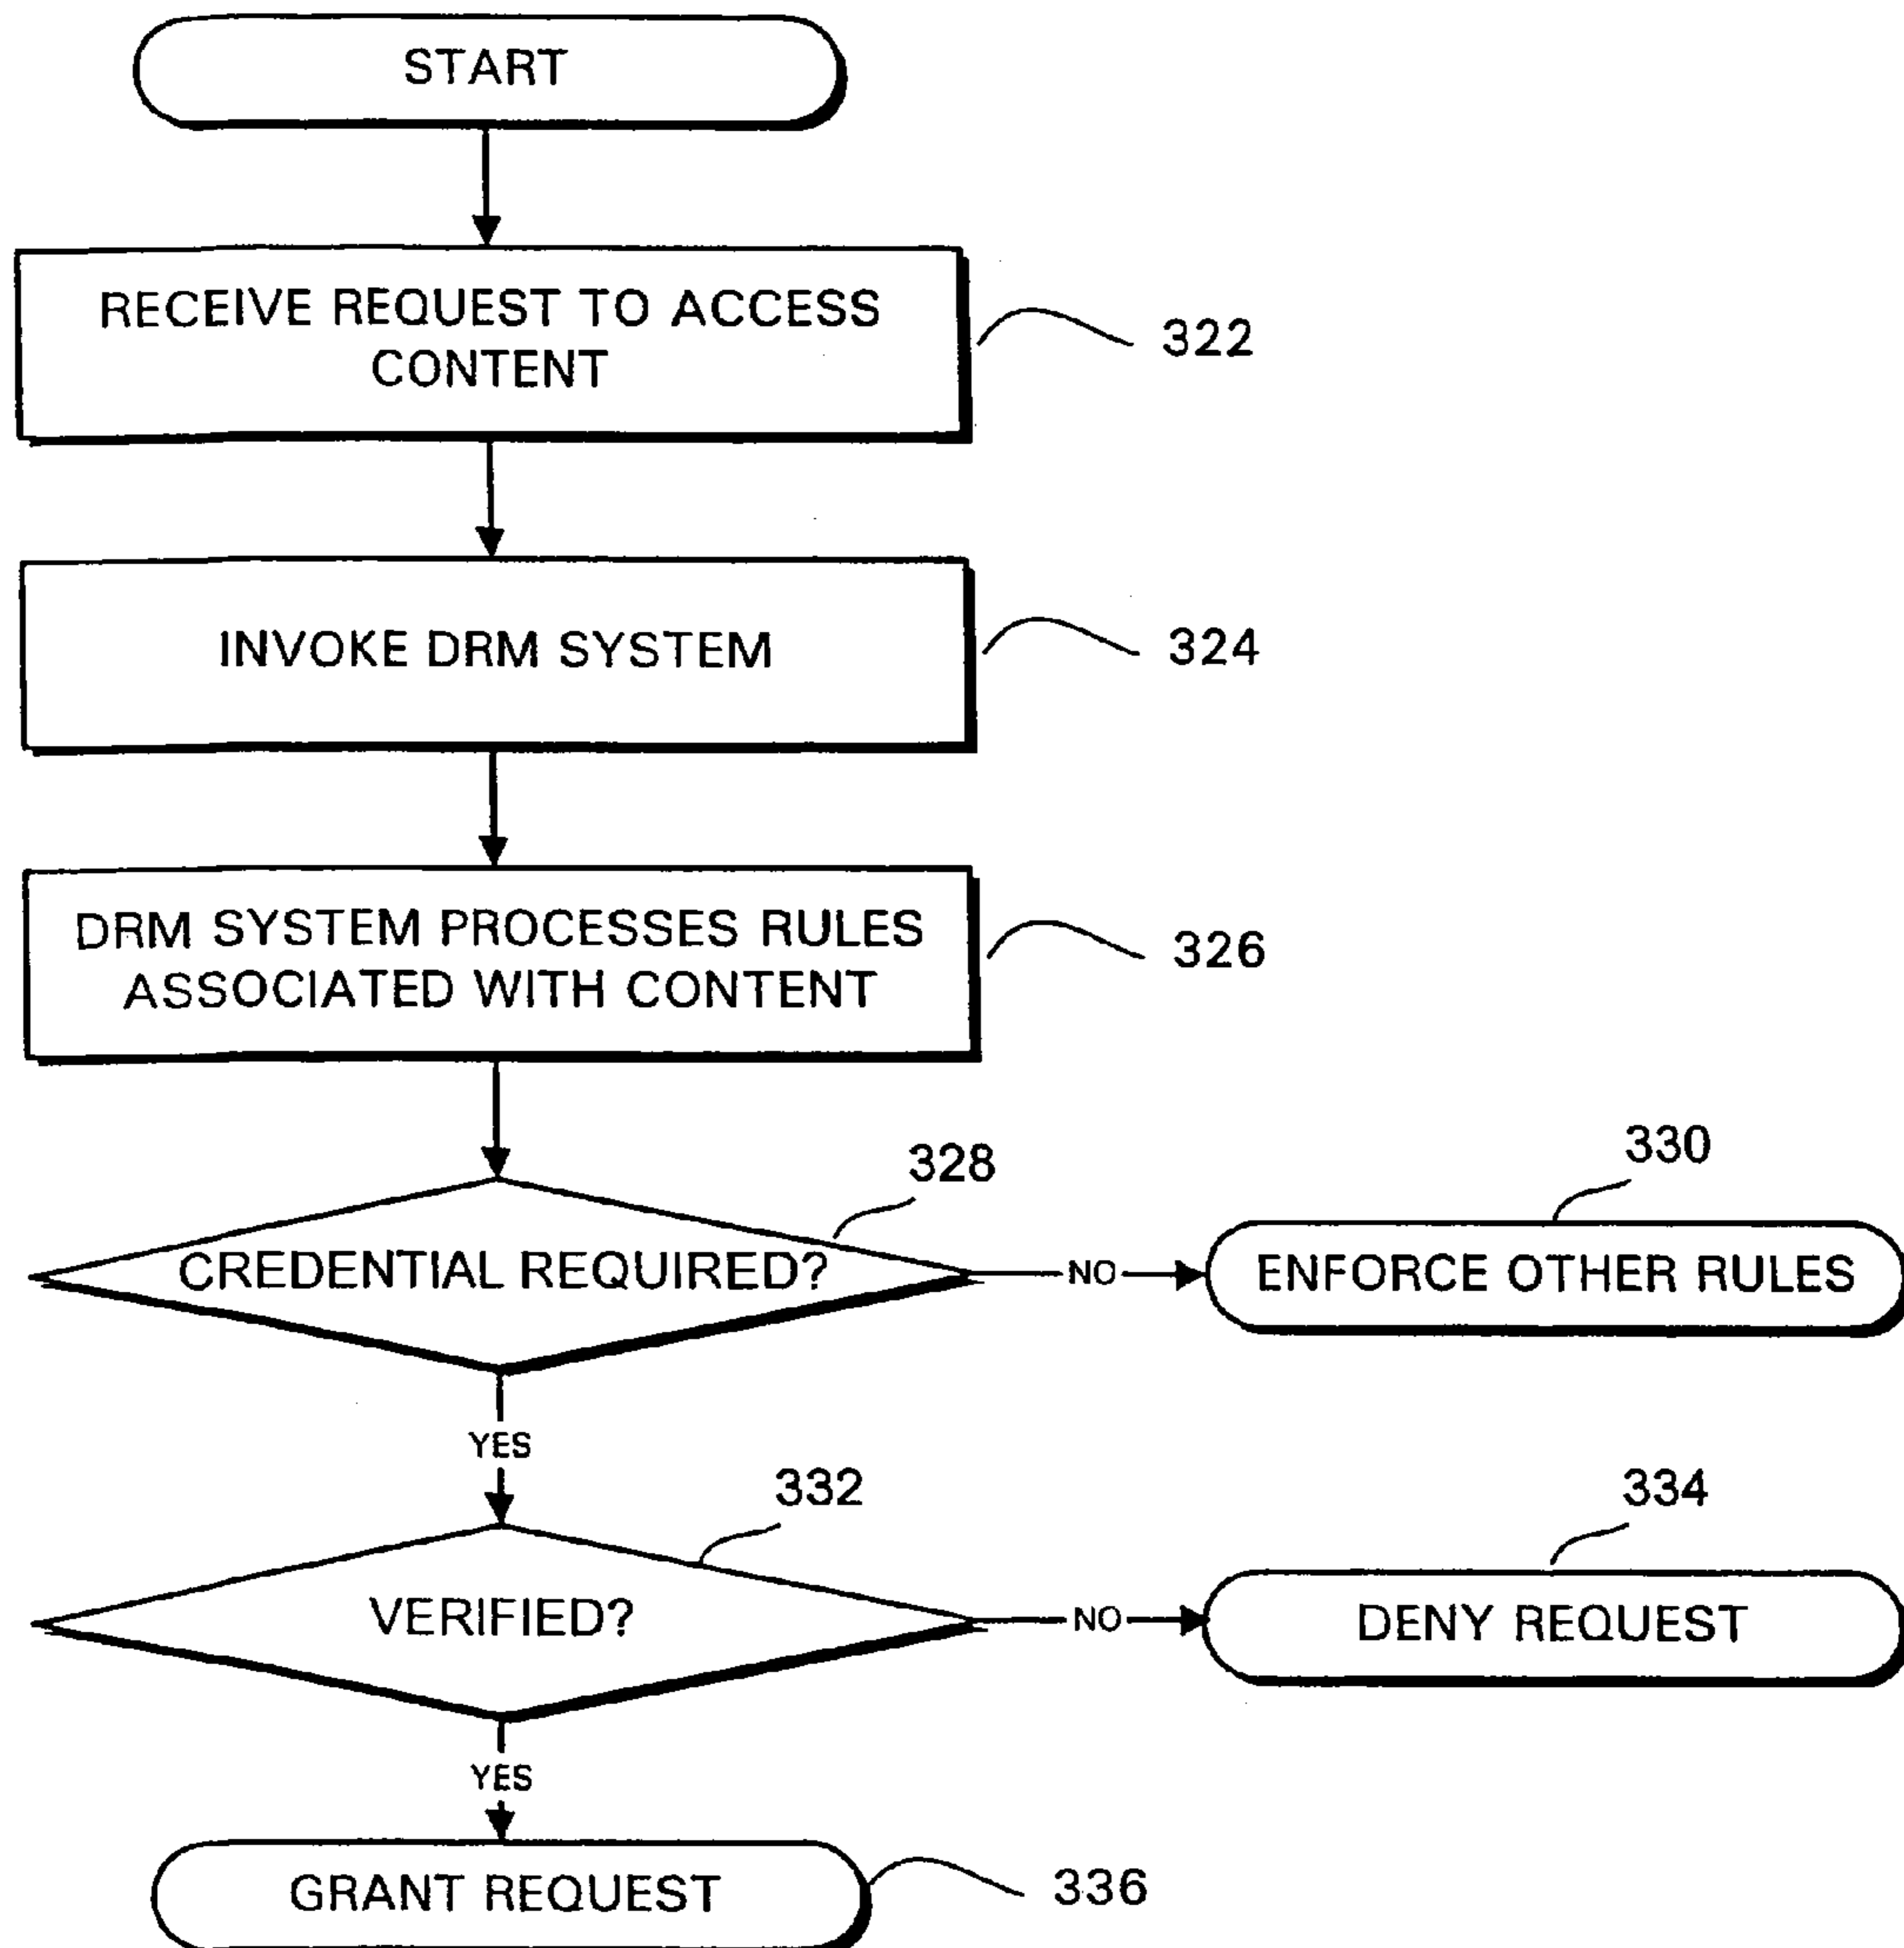 START
RECEIVE REQUEST TO ACCESS
CONTENT
322
INVOKE DRM SYSTEM
324
DRM SYSTEM PROCESSES RULES
ASSOCIATED WITH CONTENT
326
328
330
CREDENTIAL REQUIRED?
NO
ENFORCE OTHER RULES
YES
332
334
VERIFIED?
NO
DENY REQUEST
YES
GRANT REQUEST
336